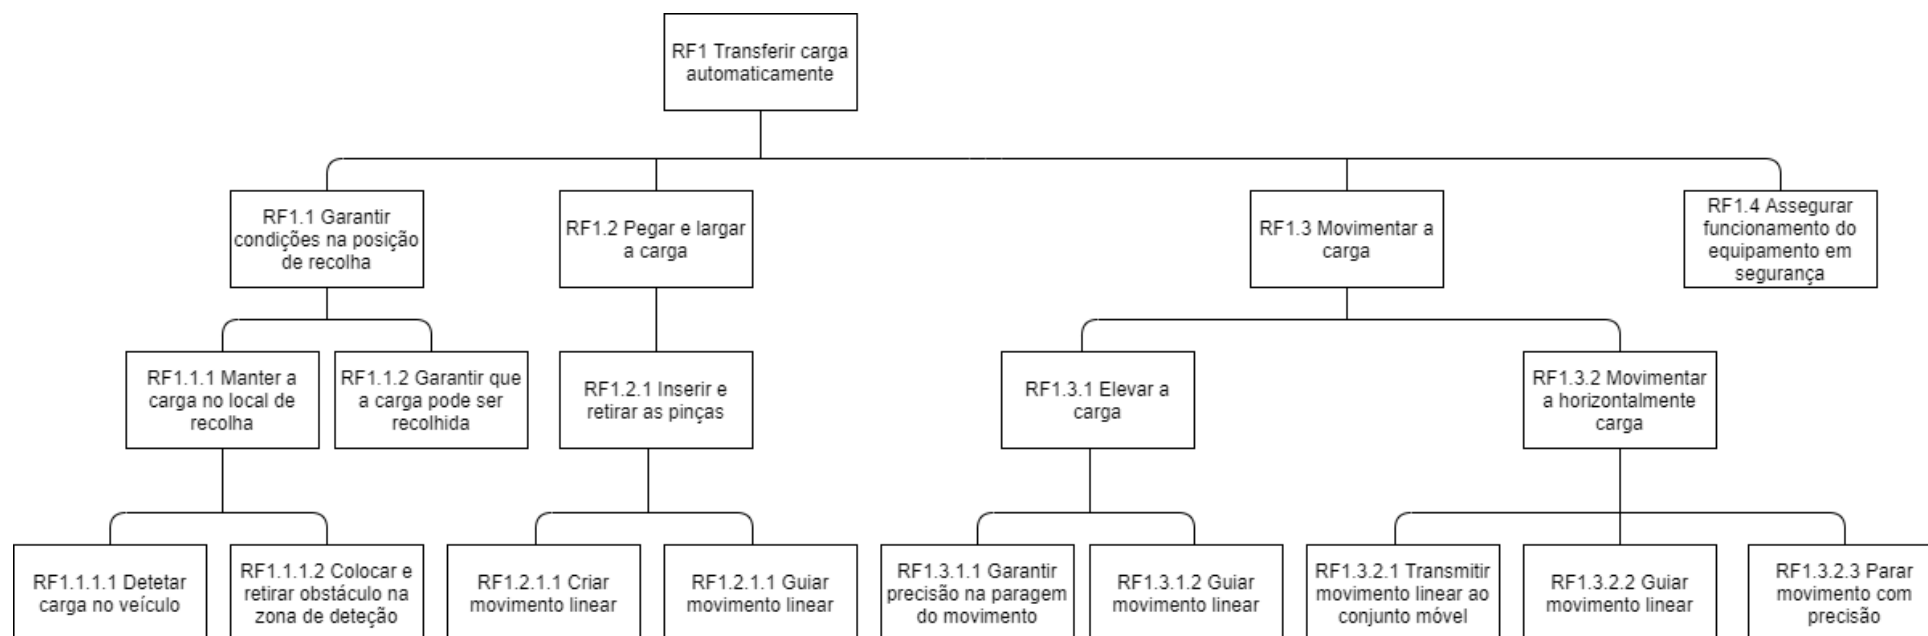 RF1 Transferir carga
automaticamente
RF1.1 Garantir
condições na posição
de recolha
RF1.2 Pegar e largar
a carga
RF1.3 Movimentar a
carga
RF1.4 Assegurar
funcionamento do
equipamento em
segurança
RF1.1.1 Manter a
carga no local de
recolha
RF1.1.2 Garantir que
a carga pode ser
recolhida
RF1.2.1 Inserir e
retirar as pinças
RF1.3.1 Elevar a
carga
RF1.3.2 Movimentar
a horizontalmente
carga
RF1.1.1.1 Detetar
carga no veículo
RF1.1.1.2 Colocar e
retirar obstáculo na
zona de deteção
RF1.2.1.1 Criar
movimento linear
RF1.2.1.1 Guiar
movimento linear
RF1.3.1.1 Garantir
precisão na paragem
do movimento
RF1.3.1.2 Guiar
movimento linear
RF1.3.2.1 Transmitir
movimento linear ao
conjunto móvel
RF1.3.2.2 Guiar
movimento linear
RF1.3.2.3 Parar
movimento com
precisão